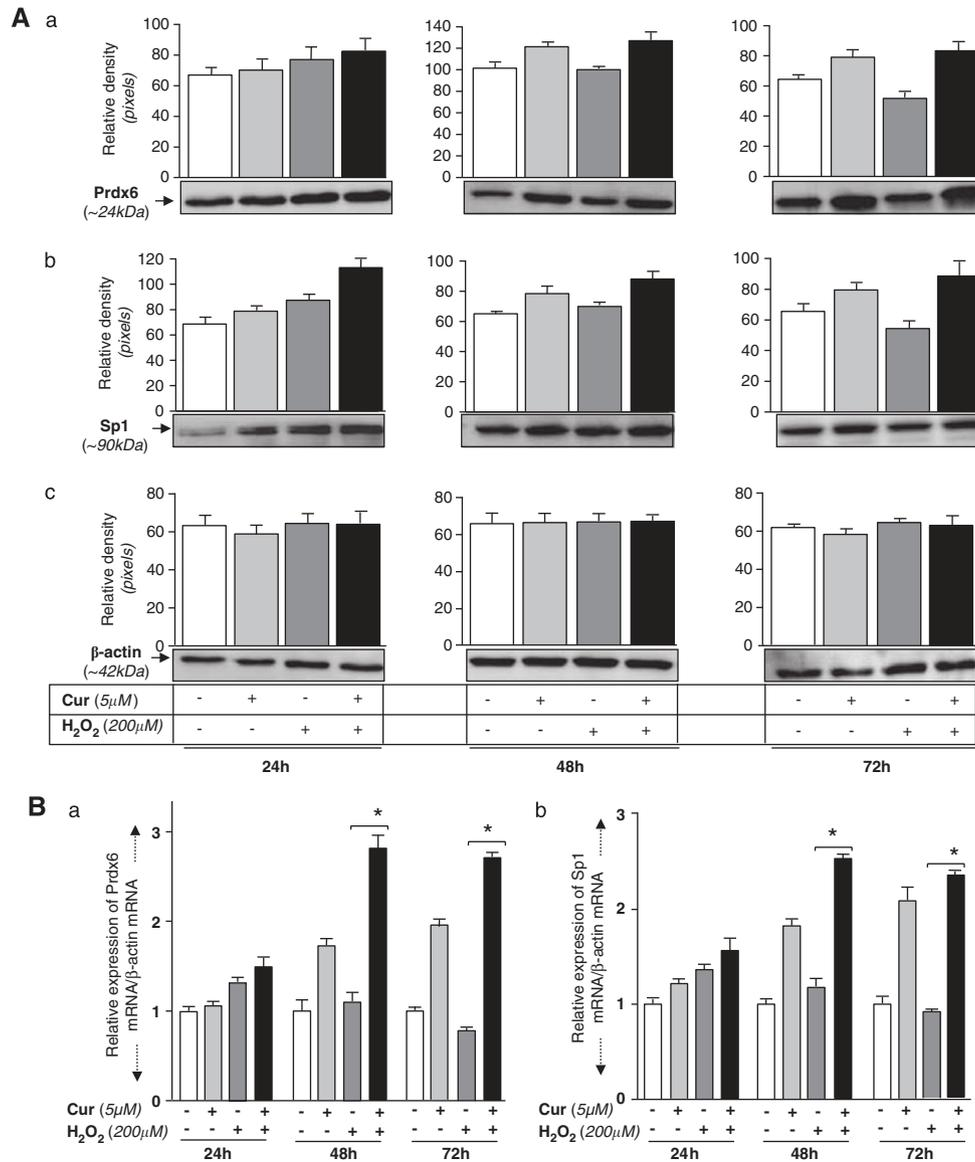 A a
Relative density
(pixels)
100
80
60
40
20
0
140
120
100
80
60
40
20
0
100
80
60
40
20
0
Prdx6
(~24kDa)
b
Relative density
(pixels)
120
100
80
60
40
20
0
100
80
60
40
20
0
100
80
60
40
20
0
Sp1
(~90kDa)
c
Relative density
(pixels)
80
60
40
20
0
80
60
40
20
0
80
60
40
20
0
β-actin
(~42kDa)
Cur (5μM) - + - + - + - + - + - +
H2O2 (200μM) - - + + - - + + - - + +
24h 48h 72h
B a
Relative expression of Prdx6
mRNA/β-actin mRNA
3
2
1
0
* *
Cur (5μM) - + - + - + - + - + - +
H2O2 (200μM) - - + + - - + + - - + +
24h 48h 72h
b
Relative expression of Sp1
mRNA/β-actin mRNA
3
2
1
0
* *
Cur (5μM) - + - + - + - + - + - +
H2O2 (200μM) - - + + - - + + - - + +
24h 48h 72h